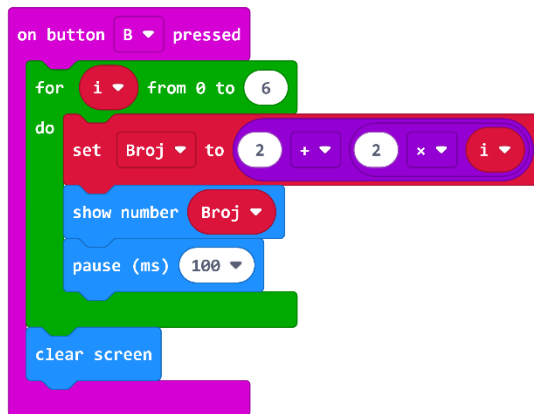 on button B pressed
for i from 0 to 6
do
set Broj to 2 + 2 × i
show number Broj
pause (ms) 100
clear screen